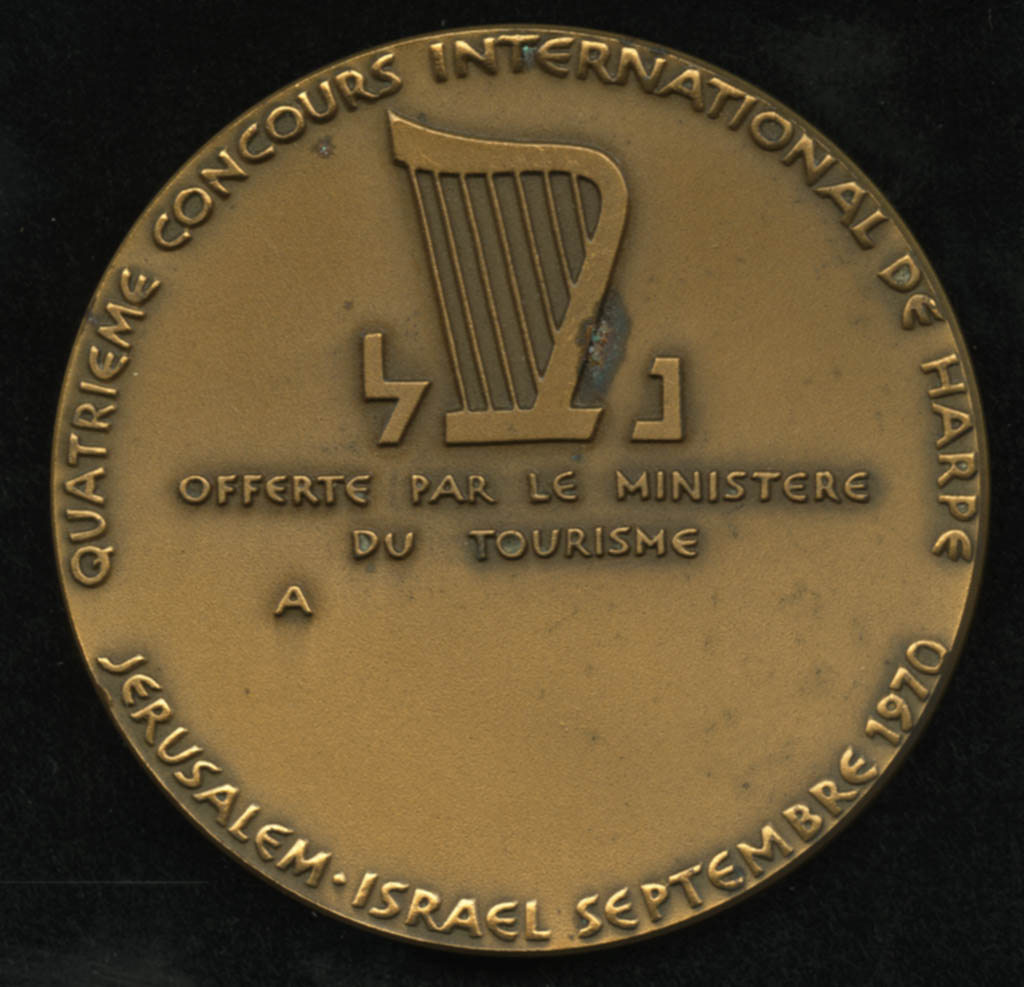 QUATRIEME CONCOURS INTERNATIONAL DE HARPE
נ ל
OFFERTE PAR LE MINISTERE
DU TOURISME
A
JERUSALEM · ISRAEL SEPTEMBRE 1970